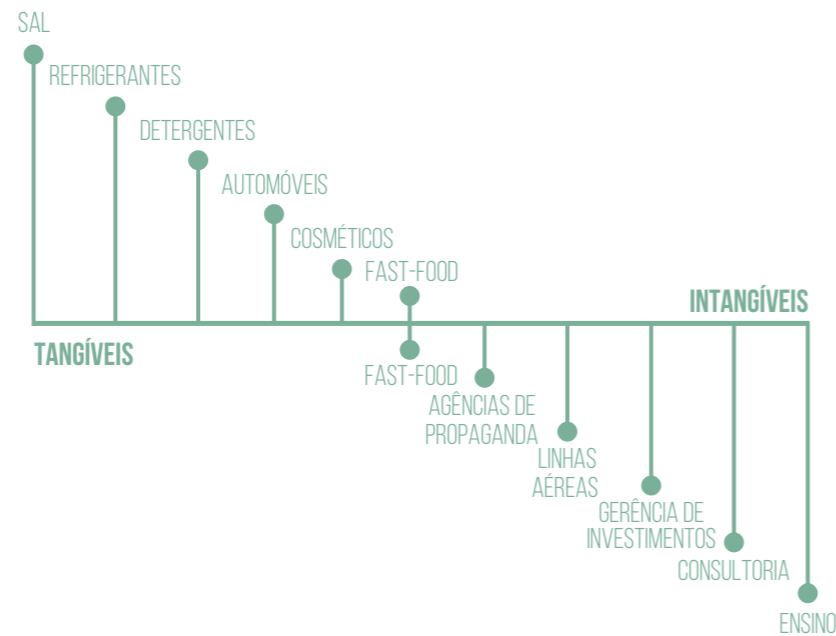 SAL
REFRIGERANTES
DETERGENTES
AUTOMÓVEIS
COSMÉTICOS
FAST-FOOD
INTANGÍVEIS
TANGÍVEIS
FAST-FOOD
AGÊNCIAS DE
PROPAGANDA
LINHAS
AÉREAS
GERÊNCIA DE
INVESTIMENTOS
CONSULTORIA
ENSINO